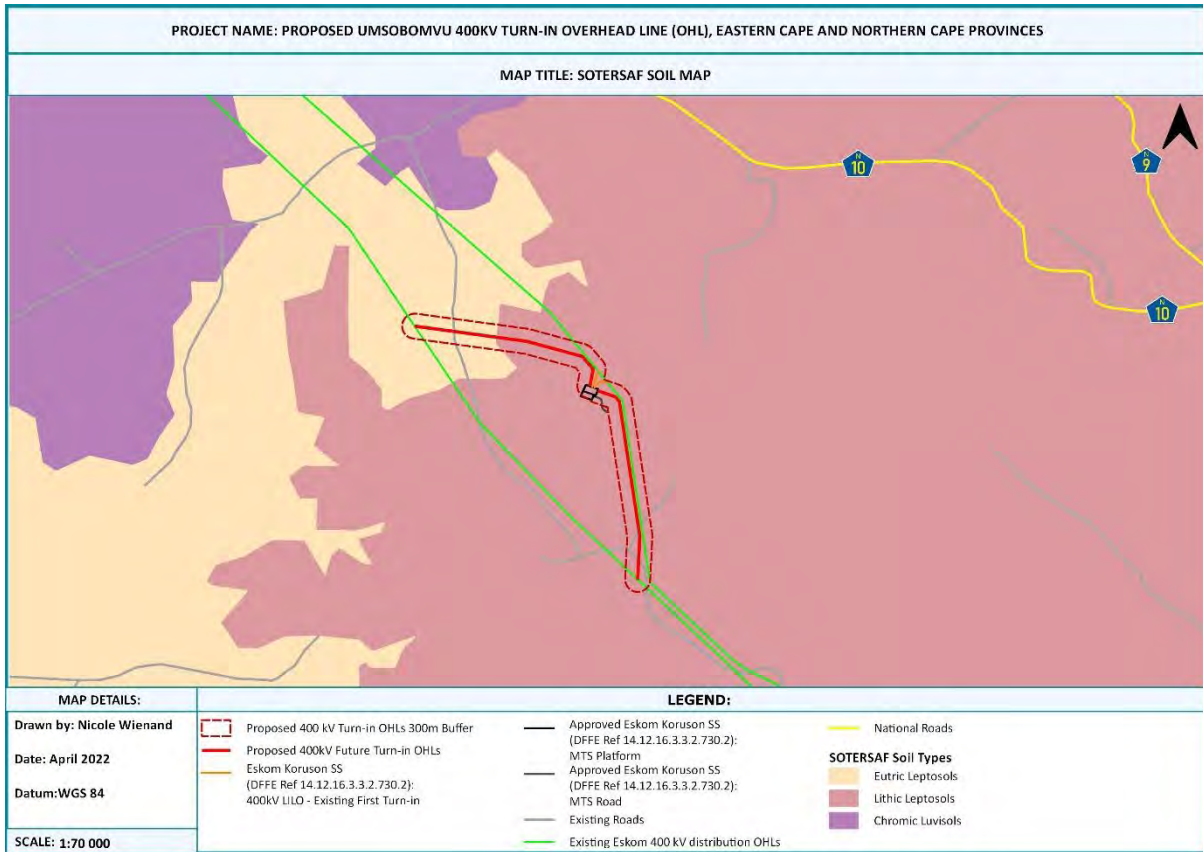 PROJECT NAME: PROPOSED UMSOBOMVU 400KV TURN-IN OVERHEAD LINE (OHL), EASTERN CAPE AND NORTHERN CAPE PROVINCES
MAP TITLE: SOTERSAF SOIL MAP
N
10
N
9
N
10
MAP DETAILS:
Drawn by: Nicole Wienand
Date: April 2022
Datum:WGS 84
SCALE: 1:70 000
LEGEND:
Proposed 400 kV Turn-in OHLs 300m Buffer
Proposed 400kV Future Turn-in OHLs
Eskom Koruson SS
(DFFE Ref 14.12.16.3.3.2.730.2):
400kV LILO - Existing First Turn-in
Approved Eskom Koruson SS
(DFFE Ref 14.12.16.3.3.2.730.2):
MTS Platform
Approved Eskom Koruson SS
(DFFE Ref 14.12.16.3.3.2.730.2):
MTS Road
Existing Roads
Existing Eskom 400 kV distribution OHLs
National Roads
SOTERSAF Soil Types
Eutric Leptosols
Lithic Leptosols
Chromic Luvisols